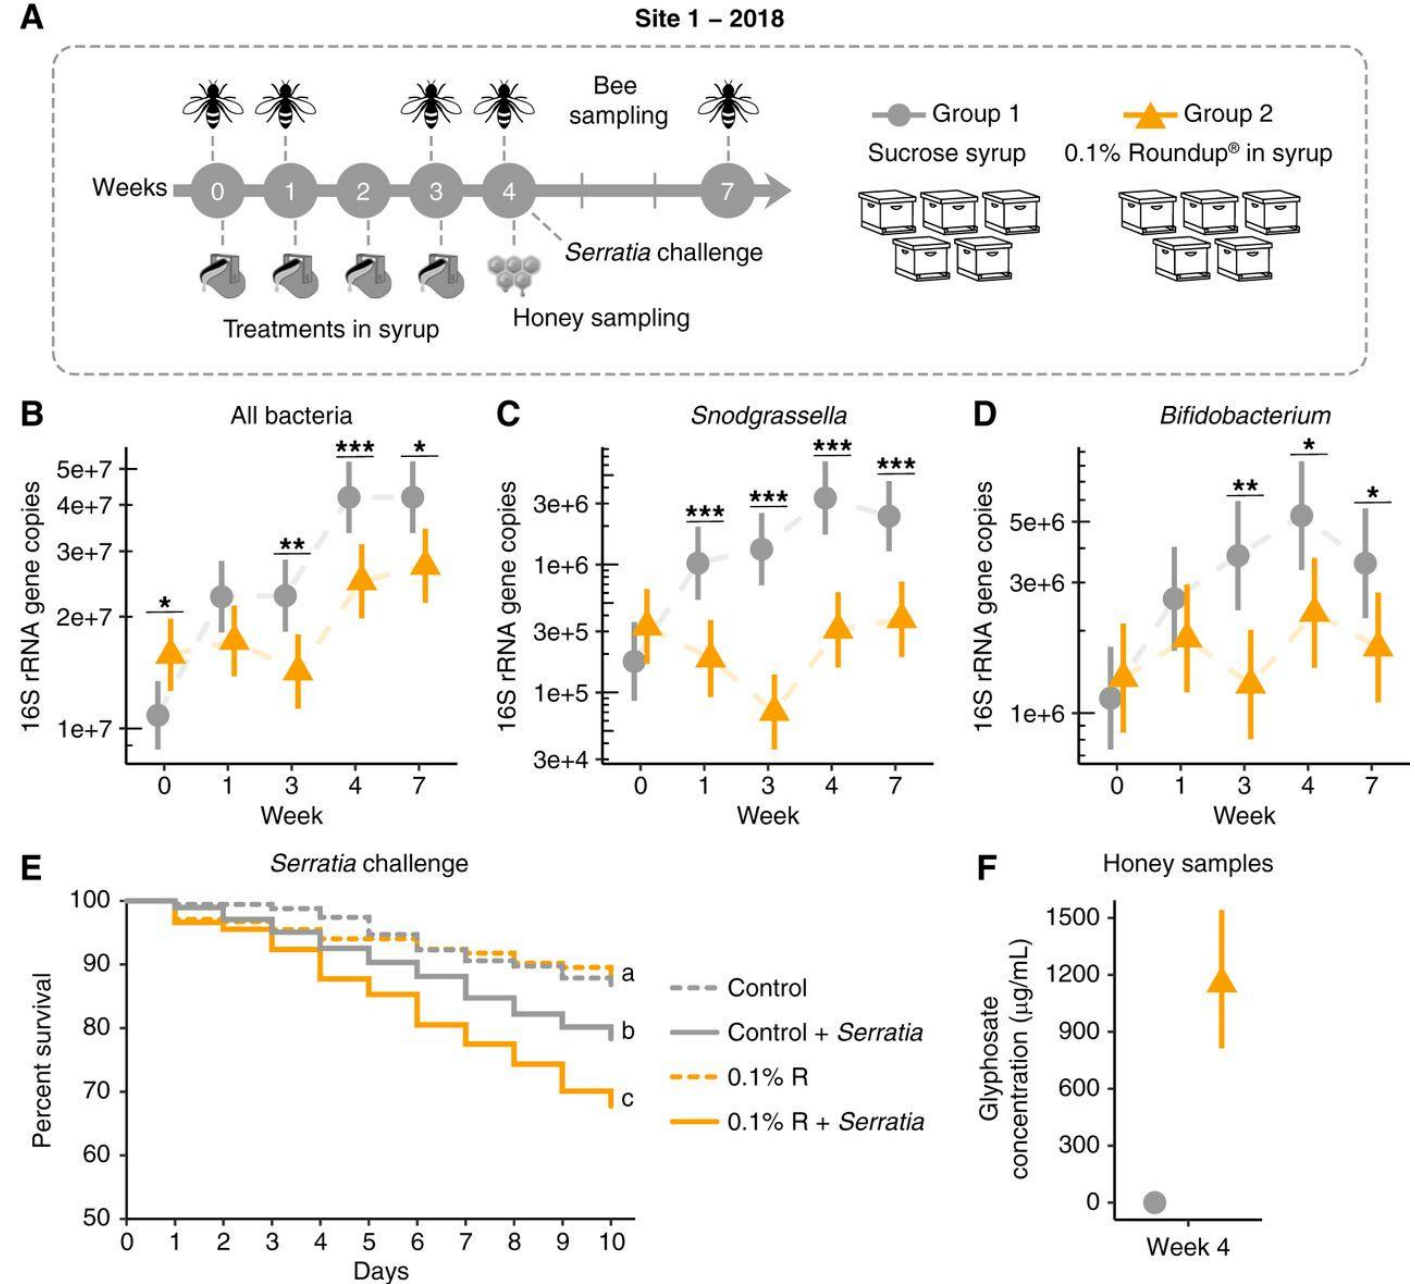 A
Site 1 – 2018
Bee
sampling
Weeks
0
1
2
3
4
7
Serratia challenge
Treatments in syrup
Honey sampling
Group 1
Sucrose syrup
Group 2
0.1% Roundup® in syrup
B
All bacteria
16S rRNA gene copies
5e+7
4e+7
3e+7
2e+7
1e+7
*
**
***
*
0 1 3 4 7
Week
C
Snodgrassella
16S rRNA gene copies
3e+6
1e+6
3e+5
1e+5
3e+4
***
***
***
***
0 1 3 4 7
Week
D
Bifidobacterium
16S rRNA gene copies
5e+6
3e+6
1e+6
**
*
*
0 1 3 4 7
Week
E
Serratia challenge
Percent survival
100
90
80
70
60
50
a
b
c
0 1 2 3 4 5 6 7 8 9 10
Days
Control
Control + Serratia
0.1% R
0.1% R + Serratia
F
Honey samples
Glyphosate
concentration (µg/mL)
1500
1200
900
600
300
0
Week 4